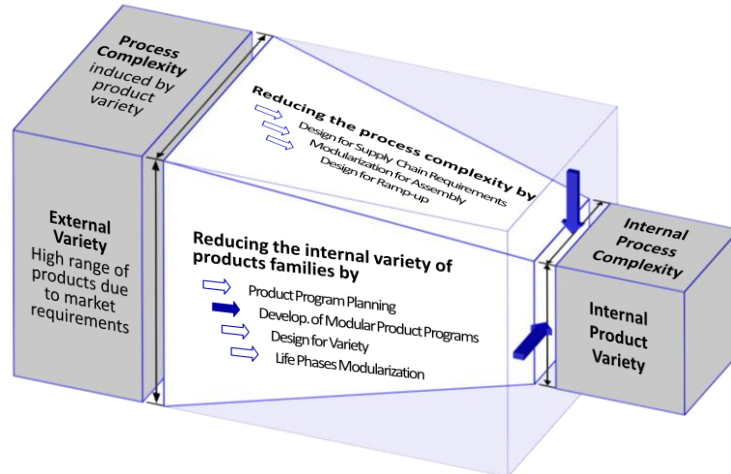 Process
Complexity
induced by
product
variety
Reducing the process complexity by
Design for Supply Chain Requirements
Modularization for Assembly
Design for Ramp-up
External
Variety
High range of
products due
to market
requirements
Reducing the internal variety of
products families by
Product Program Planning
Develop. of Modular Product Programs
Design for Variety
Life Phases Modularization
Internal
Process
Complexity
Internal
Product
Variety